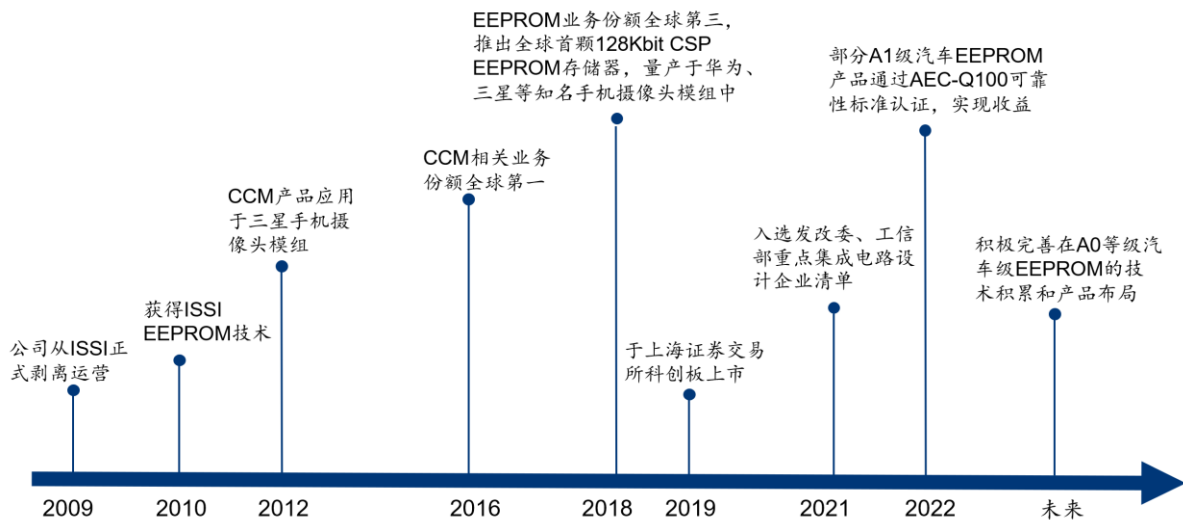 公司从ISSI正
式剥离运营
获得ISSI
EEPROM技术
CCM产品应用
于三星手机摄
像头模组
CCM相关业务
份额全球第一
EEPROM业务份额全球第三，
推出全球首颗128Kbit CSP
EEPROM存储器，量产于华为、
三星等知名手机摄像头模组中
于上海证券交易
所科创板上市
入选发改委、工信
部重点集成电路设
计企业清单
部分A1级汽车EEPROM
产品通过AEC-Q100可靠
性标准认证，实现收益
积极完善在A0等级汽
车级EEPROM的技
术积累和产品布局
2009 2010 2012 2016 2018 2019 2021 2022 未来